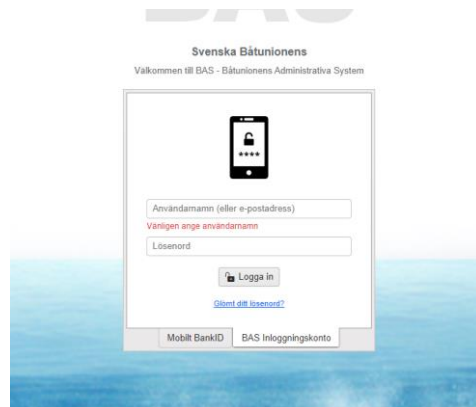 BAS
Svenska Båtunionens
Välkommen till BAS - Båtunionens Administrativa System
****
Användarnamn (eller e-postadress)
Vänligen ange användarnamn
Lösenord
Logga in
Glömt ditt lösenord?
Mobilt BankID BAS Inloggningskonto